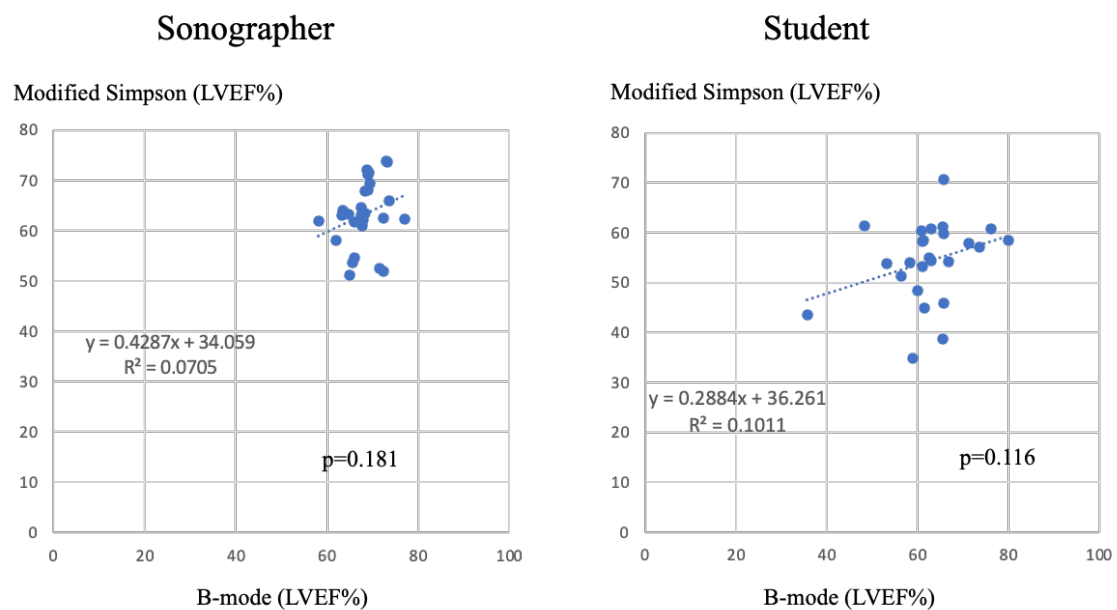 Sonographer
Modified Simpson (LVEF%)
80
70
60
50
40
30
20
10
0
y = 0.4287x + 34.059
R² = 0.0705
p=0.181
0 20 40 60 80 100
B-mode (LVEF%)
Student
Modified Simpson (LVEF%)
80
70
60
50
40
30
20
10
0
y = 0.2884x + 36.261
R² = 0.1011
p=0.116
0 20 40 60 80 100
B-mode (LVEF%)